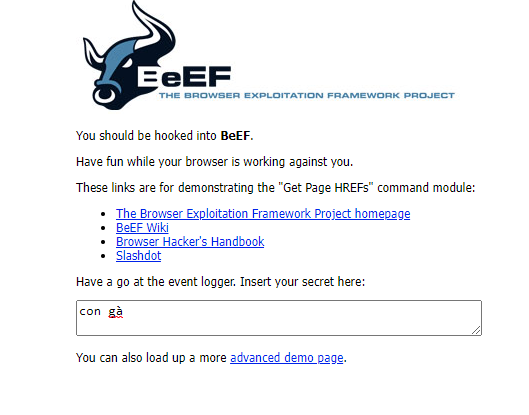 BeEF
THE BROWSER EXPLOITATION FRAMEWORK PROJECT
You should be hooked into BeEF.
Have fun while your browser is working against you.
These links are for demonstrating the "Get Page HREFs" command module:
The Browser Exploitation Framework Project homepage
BeEF Wiki
Browser Hacker's Handbook
Slashdot
Have a go at the event logger. Insert your secret here:
con gà
You can also load up a more advanced demo page.